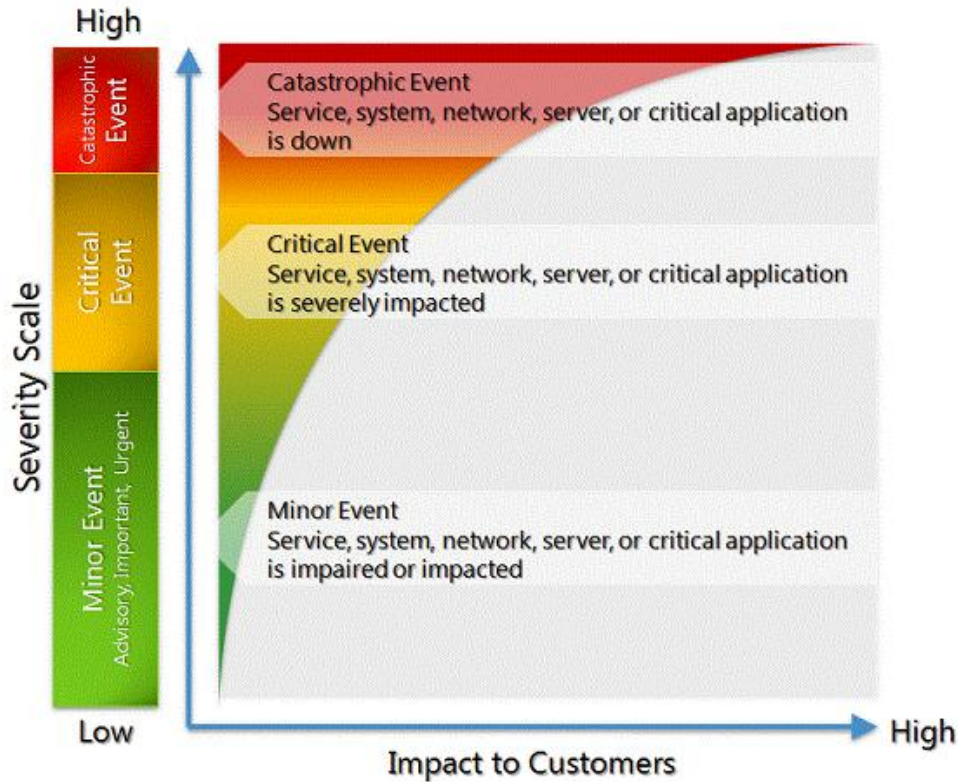 High
Catastrophic
Event
Critical
Event
Minor Event
Advisory, Important, Urgent
Severity Scale
Low
Catastrophic Event
Service, system, network, server, or critical application
is down
Critical Event
Service, system, network, server, or critical application
is severely impacted
Minor Event
Service, system, network, server, or critical application
is impaired or impacted
High
Impact to Customers